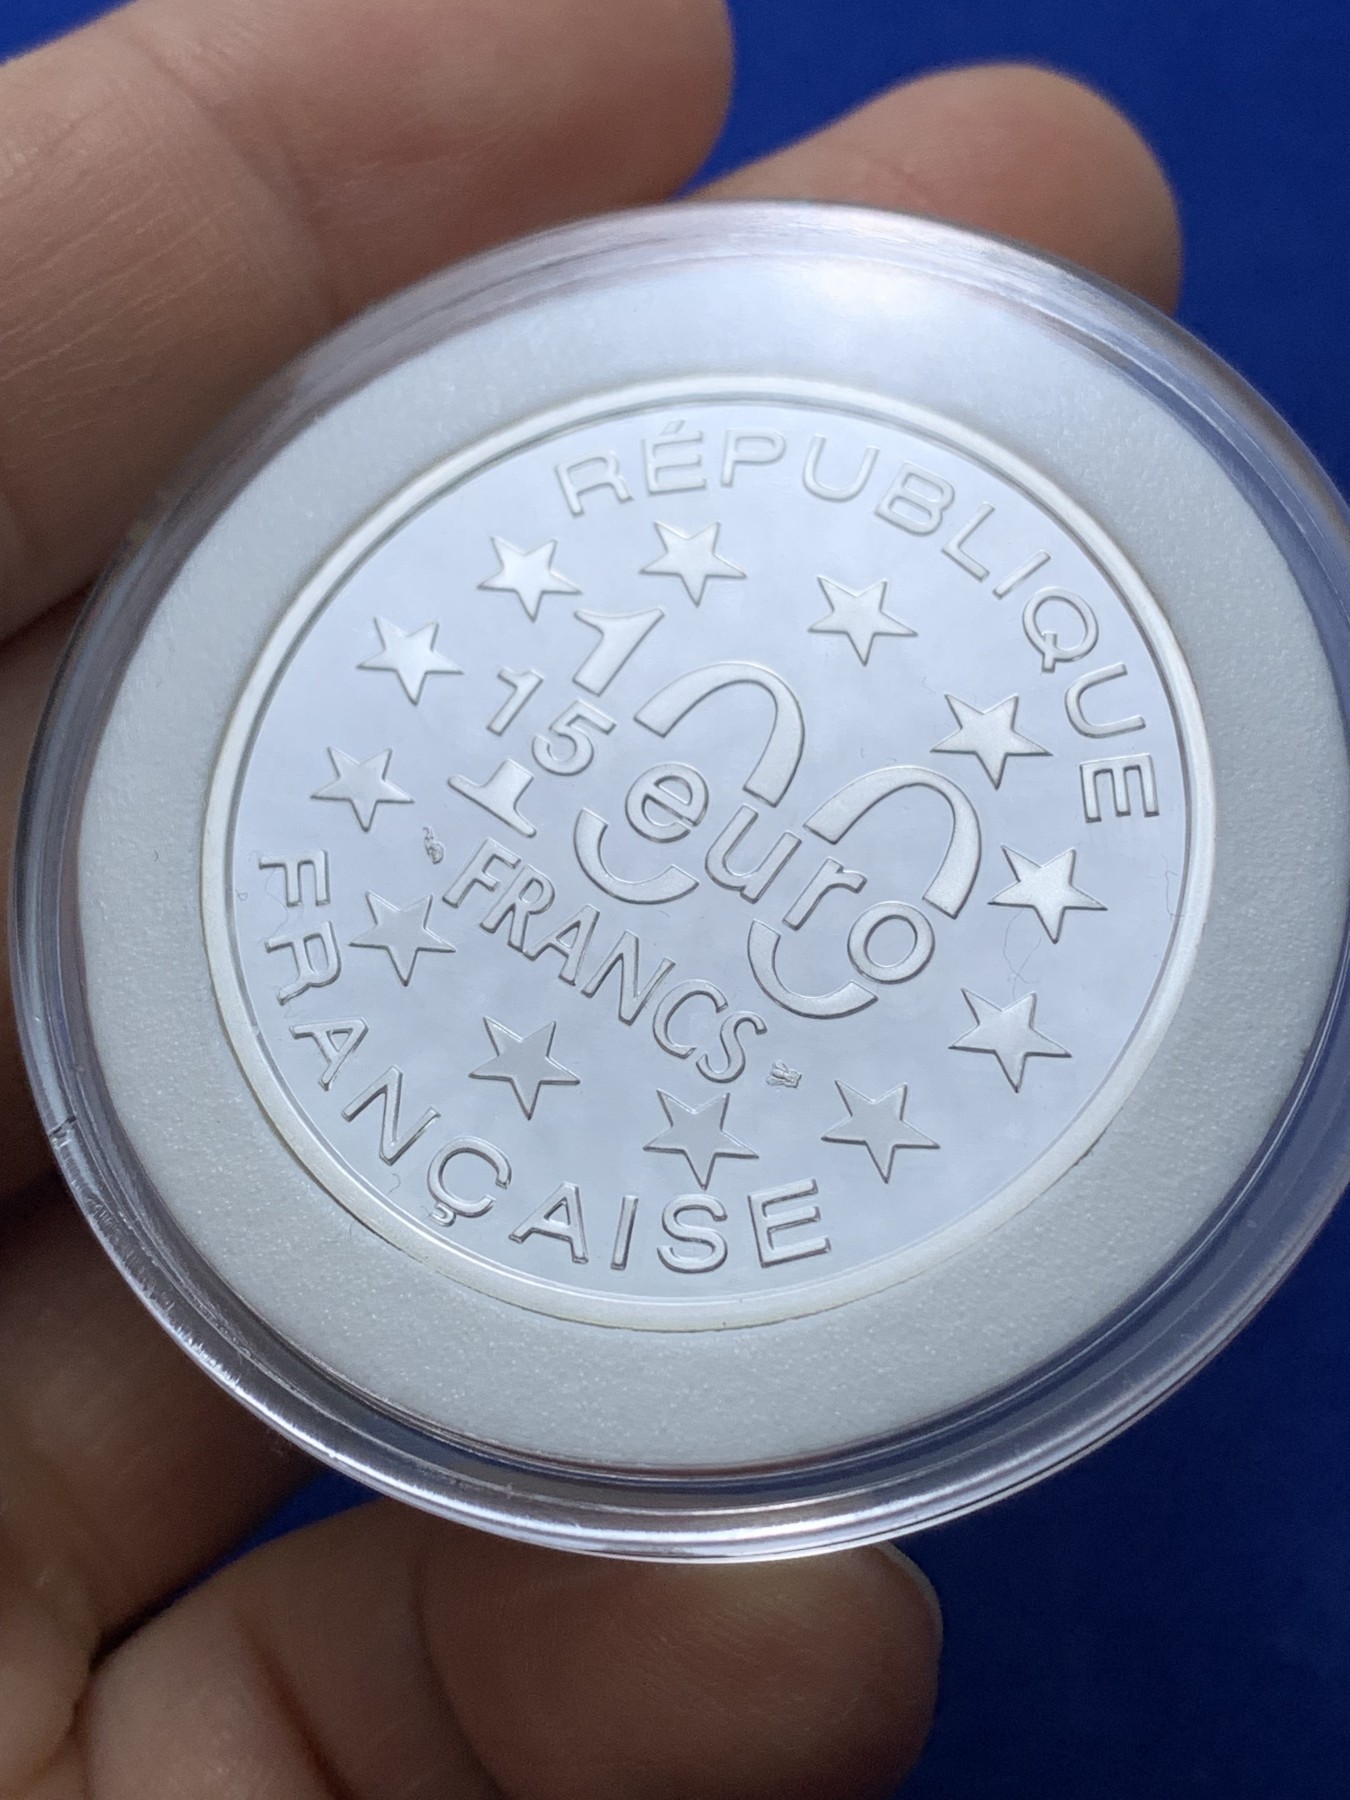 RÉPUBLIQUE
100
15 euro
FRANCS
FRANÇAISE